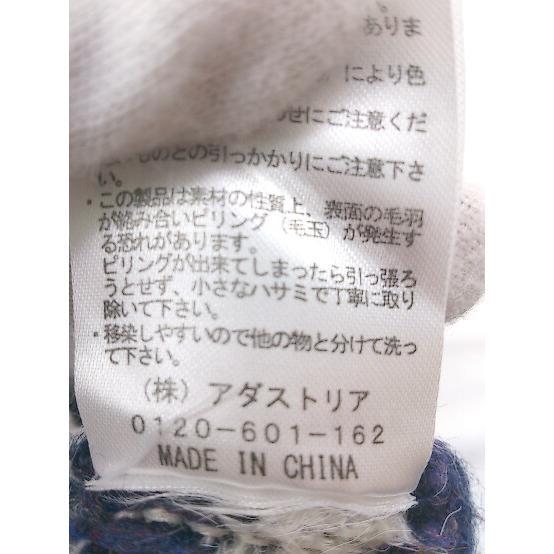 ありま
により色
せにご注意くだ
ものとの引っかかりにご注意下さ
い。
・この製品は素材の性質上、表面の毛羽
が絡み合いピリング（毛玉）が発生す
る恐れがあります。
ピリングが出来てしまったら引っ張ろ
うとせず、小さなハサミで丁寧に取り
除いて下さい。
・移染しやすいので他の物と分けて洗っ
て下さい。
（株）アダストリア
0120-601-162
MADE IN CHINA